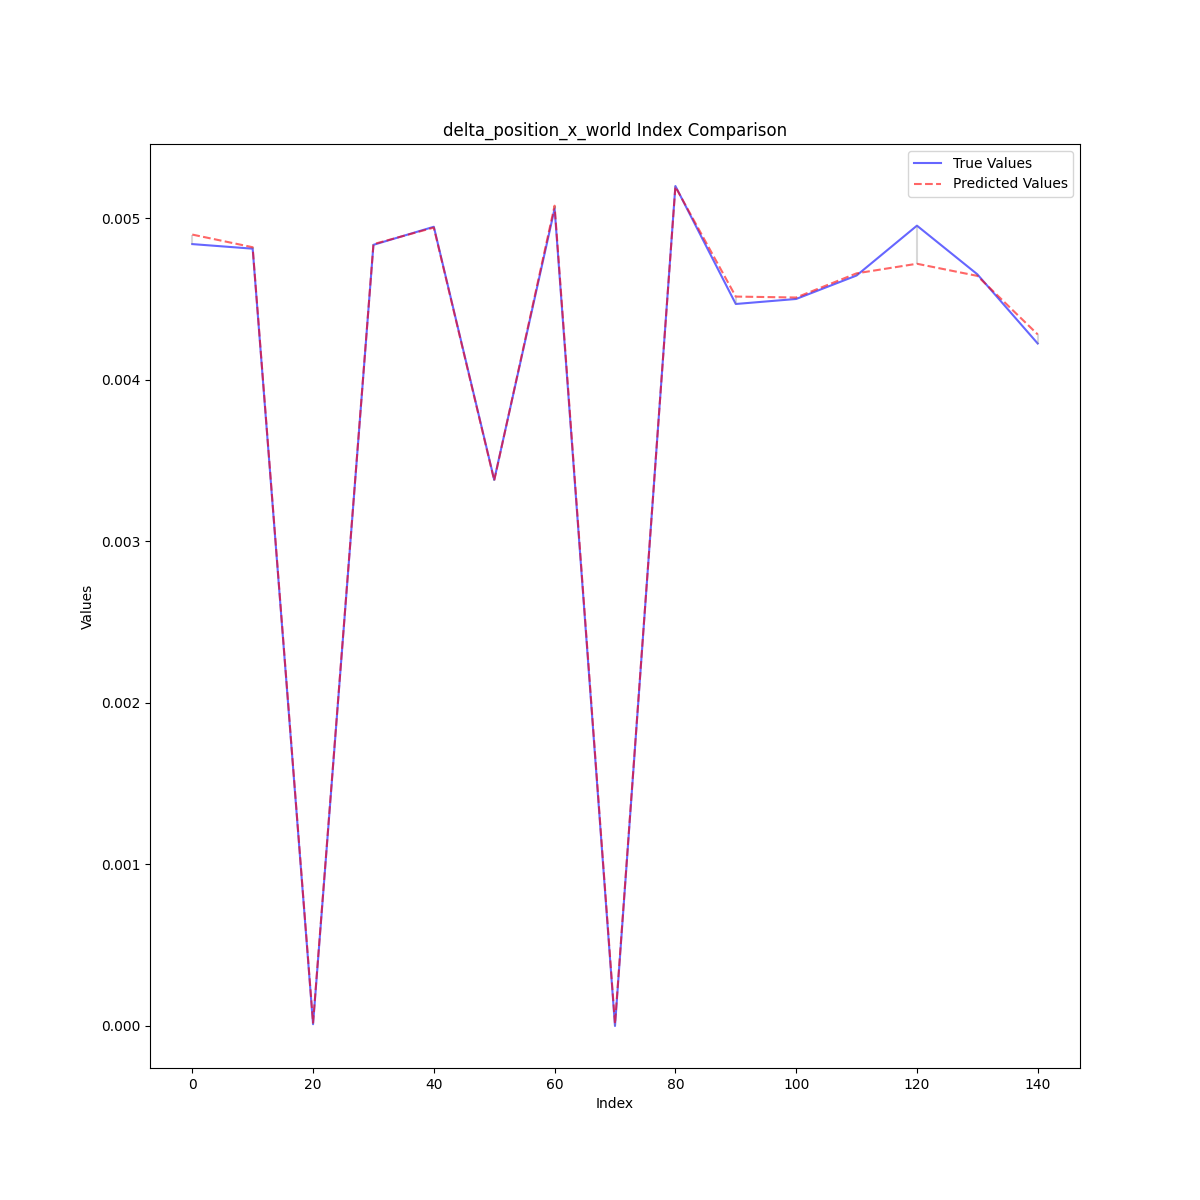 delta_position_x_world Index Comparison
True Values
Predicted Values
0.005
0.004
0.003
0.002
0.001
0.000
Values
0 20 40 60 80 100 120 140
Index